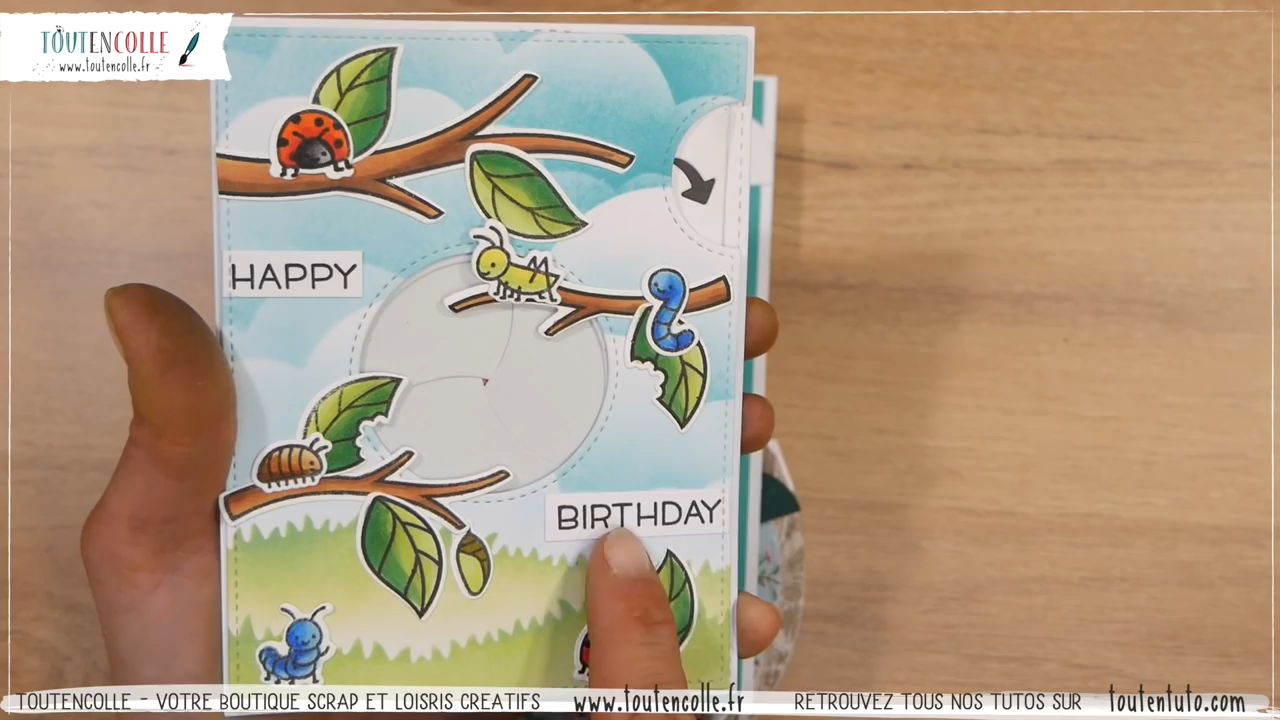 TOUTENCOLLE
www.toutencolle.fr
HAPPY
BIRTHDAY
TOUTENCOLLE - VOTRE BOUTIQUE SCRAP ET LOISRIS CREATIFS www.toutencolle.fr RETROUVEZ TOUS NOS TUTOS SUR toutentuto.com